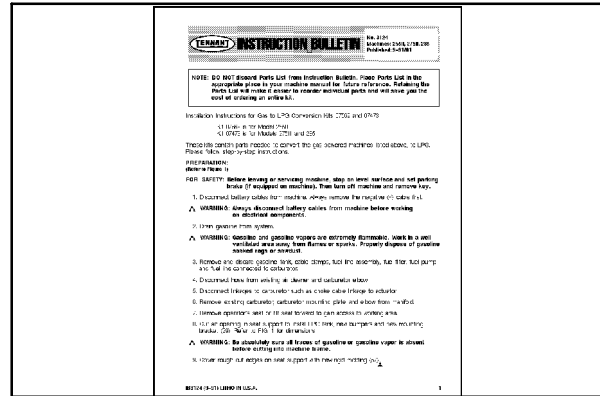 TENNANT
INSTRUCTION BULLETIN
No. 3124
Machines: 255II, 275II, 295
Published: 9-91/01
NOTE: DO NOT discard Parts List from Instruction Bulletin. Place Parts List in the
appropriate place in your machine manual for future reference. Retaining the
Parts List will make it easier to reorder individual parts and will save you the
cost of ordering an entire kit.
Installation Instructions for Gas to LPG Conversion Kits and 07473
for Model
for Models 275II and
kits contain parts needed to convert the gas powered machines listed above, to LPG.
Please follow step-by-step instructions.
PREPARATION:
(Refer to Figure 1)
FOR SAFETY: Before leaving or servicing machine, stop on level surface and set parking
brake (if equipped on machine). Then turn off machine and remove key.
1. Disconnect battery cables from machine. Always remove the negative (-) cable first.
WARNING: Always disconnect battery cables from machine before working
on electrical components.
2. Drain gasoline from system.
WARNING: Gasoline and gasoline vapors are extremely flammable. Work in a well
ventilated area away from flames or sparks. Properly dispose of gasoline
soaked rags or sawdust.
3. Remove and discard gasoline tank, cable clamps, fuel line assembly, fuel filter, fuel pump
and fuel line connected to carburetor.
4. Disconnect hose from existing air cleaner and carburetor elbow.
5. Disconnect linkages to carburetor such as choke cable linkage to actuator.
6. Remove existing carburetor, carburetor mounting plate and elbow from manifold.
7. Remove operator's seat or tilt seat forward to gain access to working area.
8. Cut an opening in seat support to install LPG tank, new bumpers and new mounting
bracket. Refer to FIG. 1 for dimensions.
WARNING: Be absolutely sure all traces of gasoline or gasoline vapor is absent
before cutting into machine frame.
9. Cover rough cut edges on seat support with new rigid molding
LITHO IN U.S.A.
1